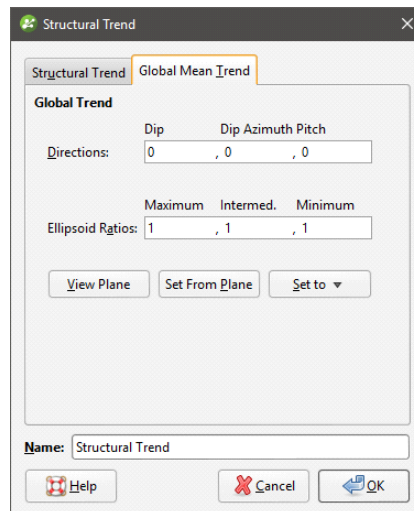 Structural Trend
Structural Trend Global Mean Trend
Global Trend
Dip Dip Azimuth Pitch
Directions: 0 , 0 , 0
Maximum Intermed. Minimum
Ellipsoid Ratios: 1 , 1 , 1
View Plane Set From Plane Set to
Name: Structural Trend
Help Cancel OK